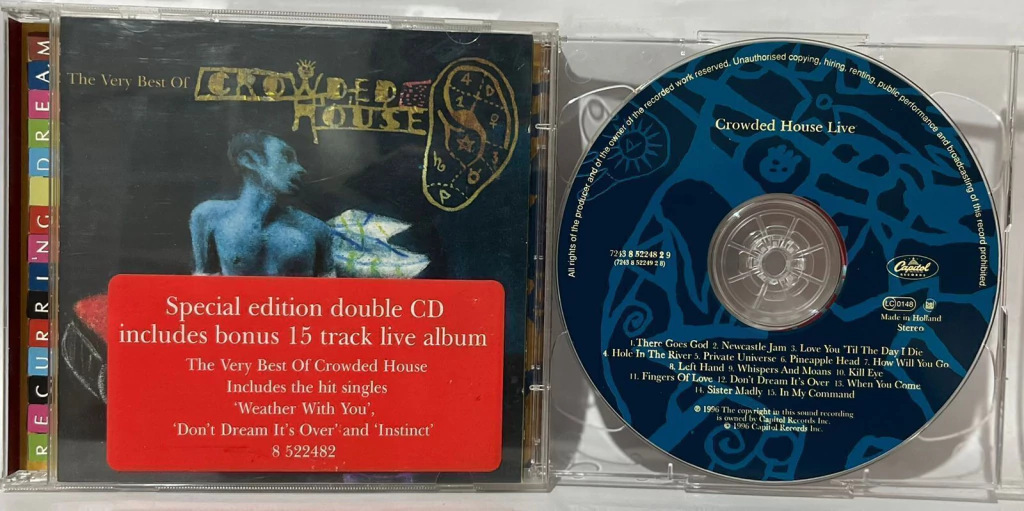 RECURRI'NG DREAM
The Very Best Of CROWDED
HOUSE
Special edition double CD
includes bonus 15 track live album
The Very Best Of Crowded House
Includes the hit singles
'Weather With You',
'Don't Dream It's Over' and 'Instinct'
8 522482
All rights of the producer and of the owner of the recorded work reserved. Unauthorised copying, hiring, renting, public performance and broadcasting of this record prohibited.
Crowded House Live
7243 8 52248 2 9
(7243 8 52249 2 8)
Capitol
RECORDS
LC 0148
Made in Holland
Stereo
1.There Goes God 2. Newcastle Jam 3. Love You 'Til The Day I Die
4. Hole In The River 5. Private Universe 6. Pineapple Head 7. How Will You Go
8. Left Hand 9. Whispers And Moans 10. Kill Eye
11. Fingers Of Love 12. Don't Dream It's Over 13. When You Come
14. Sister Madly 15. In My Command
℗ 1996 The copyright in this sound recording
is owned by Capitol Records Inc.
© 1996 Capitol Records Inc.